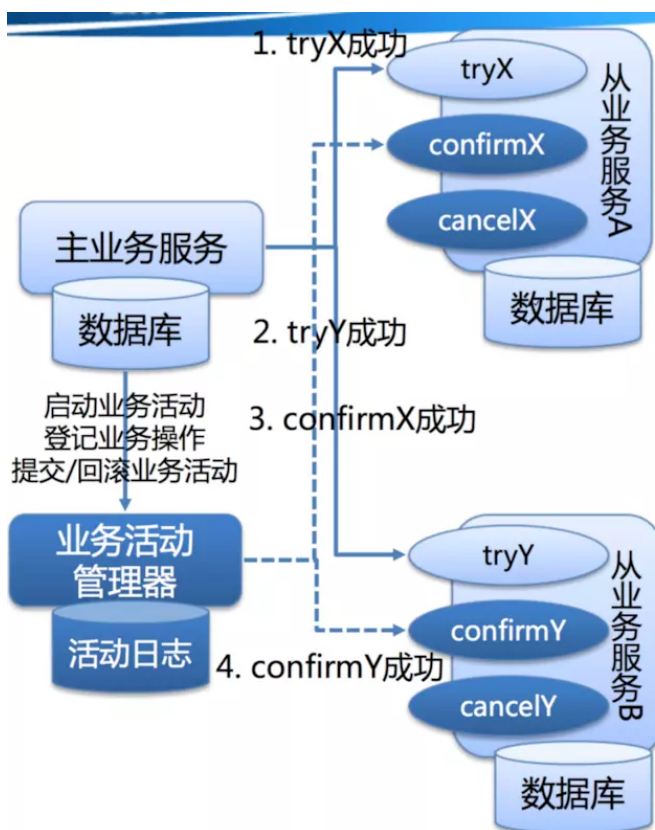 1. tryX成功
tryX
confirmX
cancelX
从业务服务A
数据库
主业务服务
数据库
2. tryY成功
启动业务活动
登记业务操作
提交/回滚业务活动
3. confirmX成功
业务活动
管理器
活动日志
4. confirmY成功
tryY
confirmY
cancelY
从业务服务B
数据库